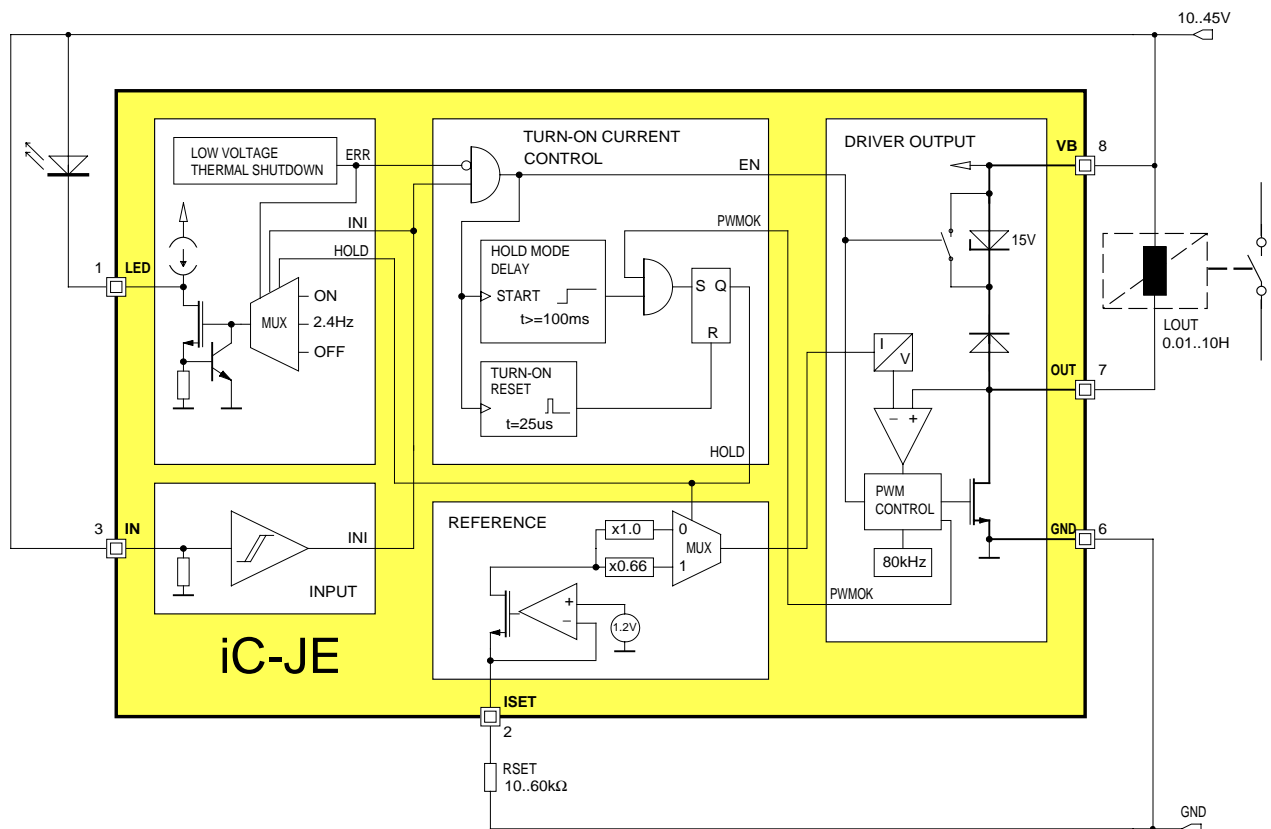 10..45V
TURN-ON CURRENT
CONTROL
DRIVER OUTPUT
LOW VOLTAGE
THERMAL SHUTDOWN
ERR
EN
VB
8
INI
HOLD
PWMOK
15V
1
LED
ON
MUX
2.4Hz
OFF
HOLD MODE
DELAY
START
t>=100ms
S Q
R
TURN-ON
RESET
t=25us
HOLD
I
V
LOUT
0.01..10H
OUT
7
− +
PWM
CONTROL
80kHz
PWMOK
GND
6
3
IN
INI
INPUT
REFERENCE
x1.0
0
MUX
x0.66
1
+
−
1.2V
iC-JE
ISET
2
RSET
10..60kΩ
GND